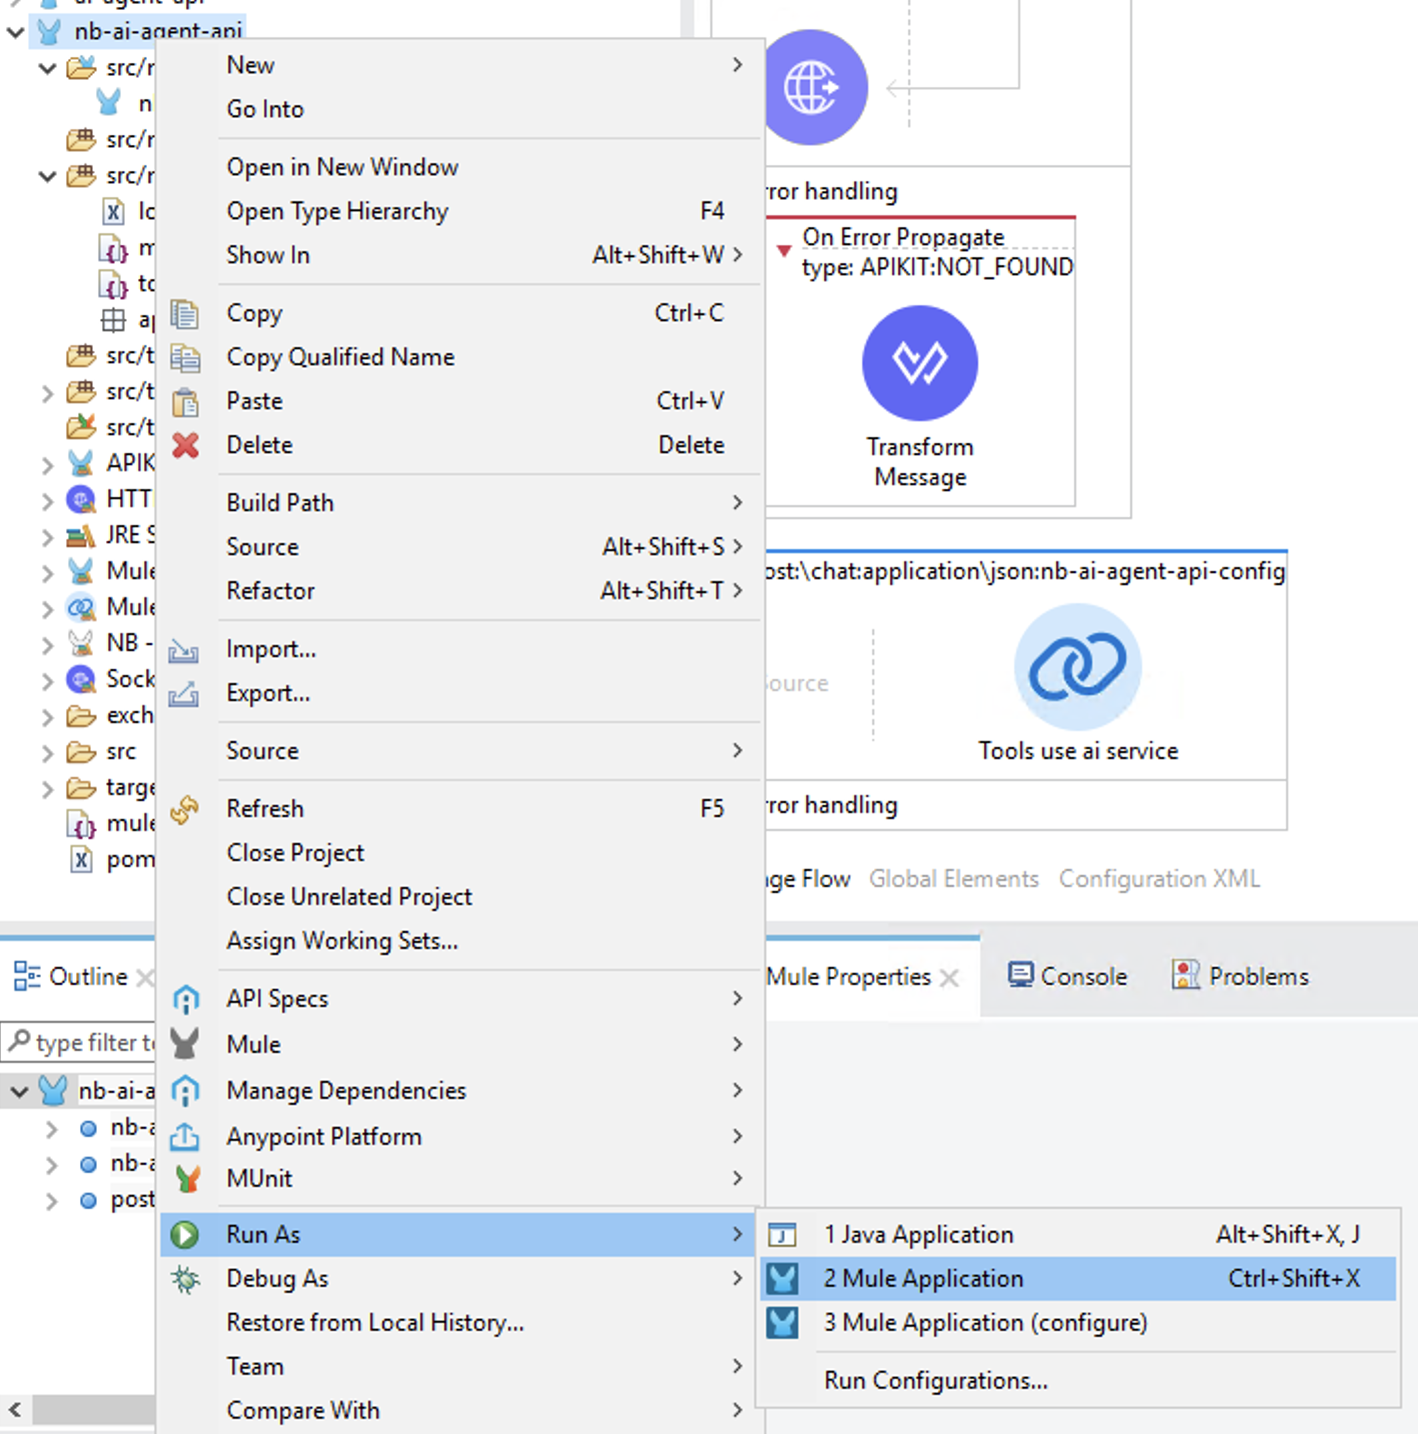 ai-agent-api
nb-ai-agent-api
src/r
n
src/r
src/r
lo
m
to
ap
src/t
src/t
src/t
APIK
HTT
JRE S
Mule
Mule
NB -
Sock
exch
src
targe
mule
pom
New
Go Into
Open in New Window
Open Type Hierarchy F4
Show In Alt+Shift+W
Copy Ctrl+C
Copy Qualified Name
Paste Ctrl+V
Delete Delete
Build Path
Source Alt+Shift+S
Refactor Alt+Shift+T
Import...
Export...
Source
Refresh F5
Close Project
Close Unrelated Project
Assign Working Sets...
API Specs
Mule
Manage Dependencies
Anypoint Platform
MUnit
Run As
Debug As
Restore from Local History...
Team
Compare With
1 Java Application Alt+Shift+X, J
2 Mule Application Ctrl+Shift+X
3 Mule Application (configure)
Run Configurations...
rror handling
On Error Propagate
type: APIKIT:NOT_FOUND
Transform
Message
ost:\chat:application\json:nb-ai-agent-api-config
Source
Tools use ai service
rror handling
ge Flow Global Elements Configuration XML
Mule Properties Console Problems
Outline
type filter te
nb-ai-a
nb-a
nb-a
post